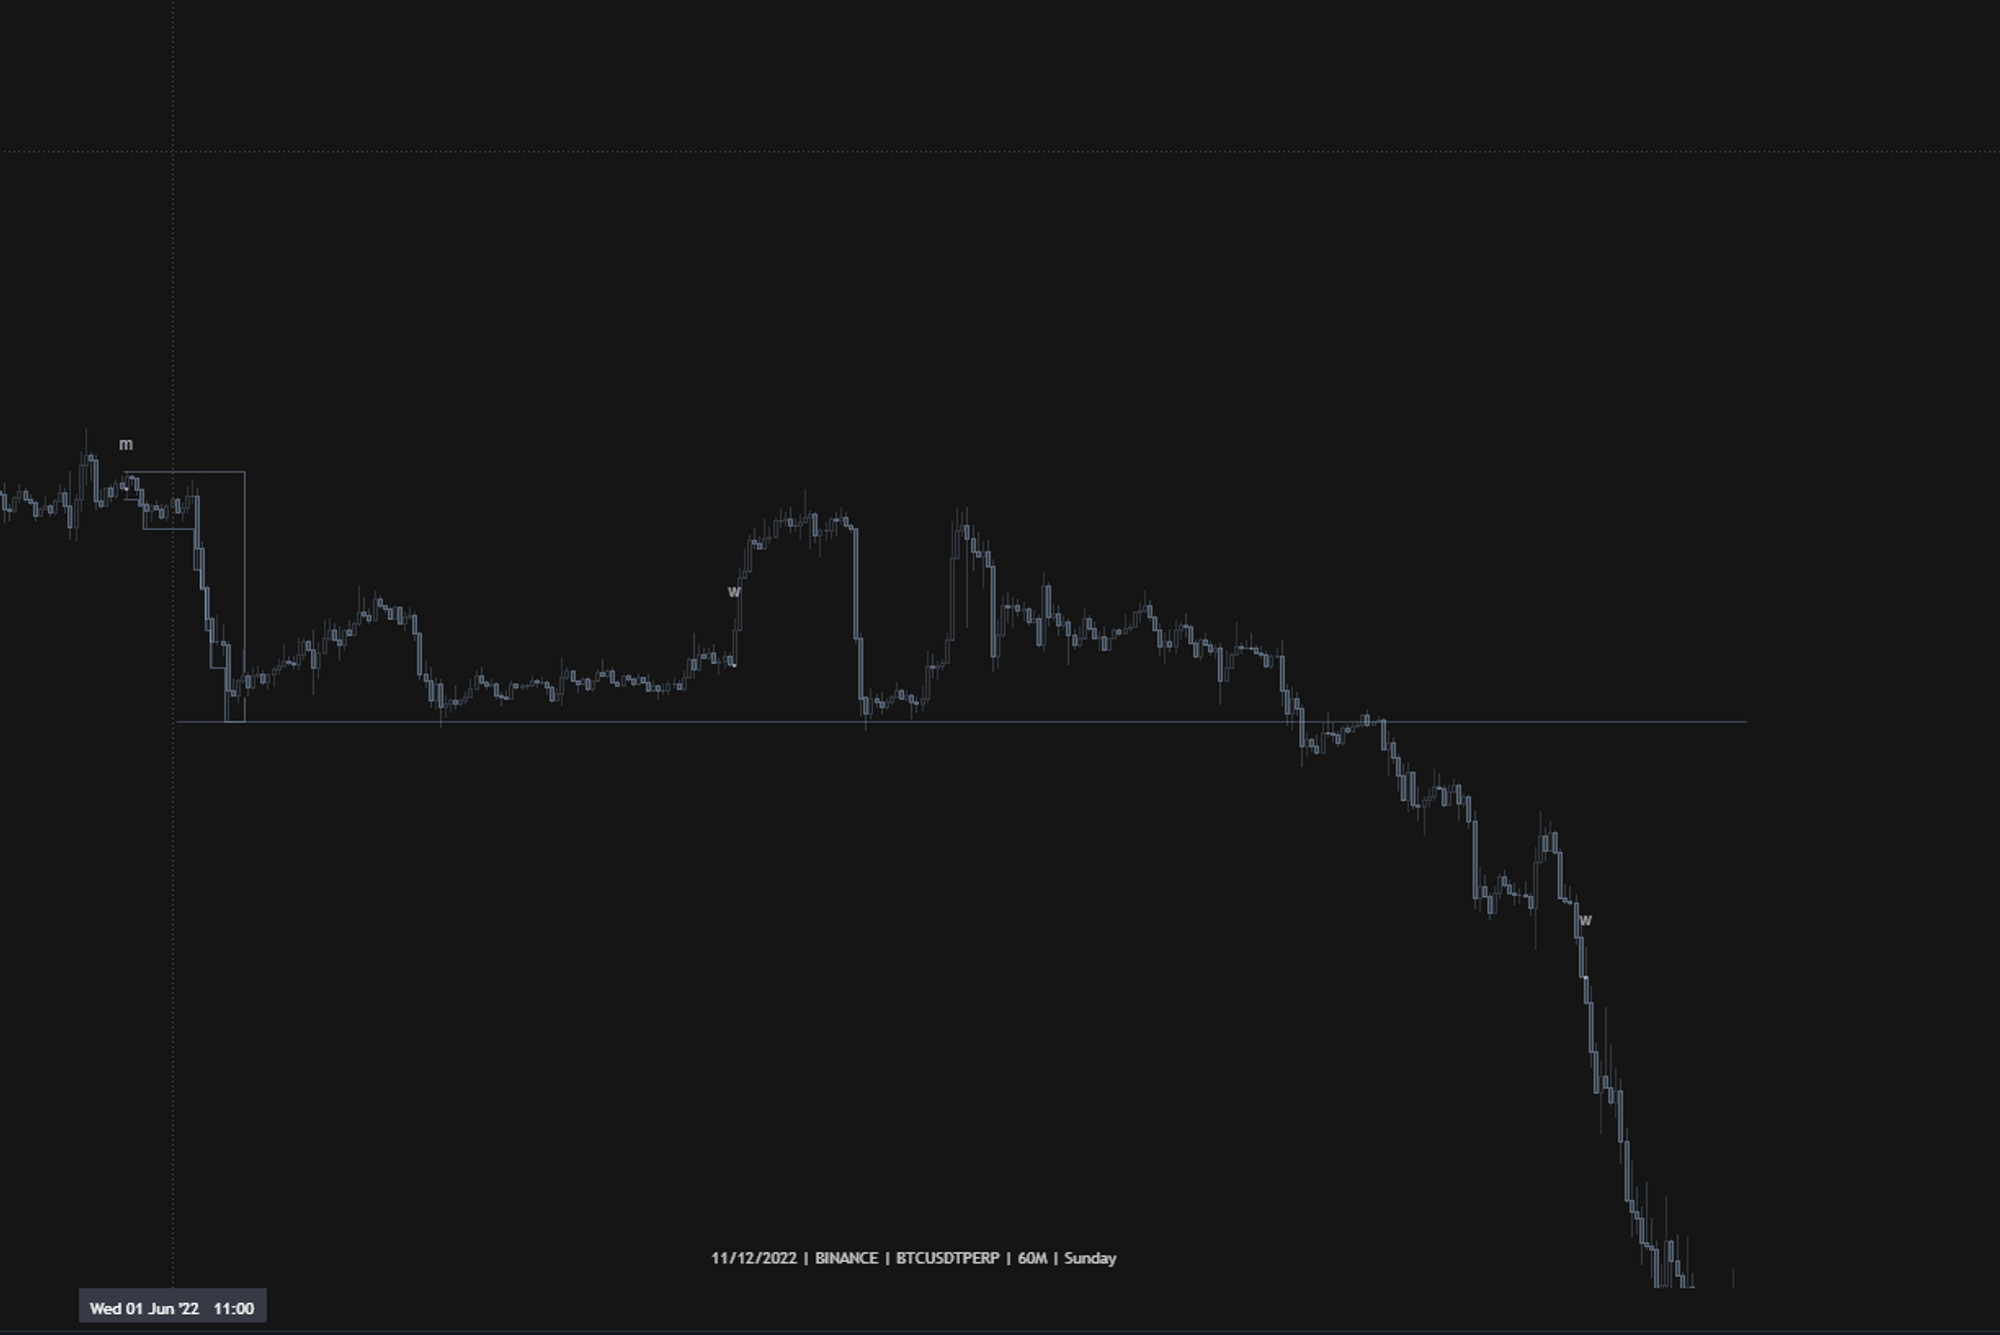 m
w
w
11/12/2022 | BINANCE | BTCUSDTPERP | 60M | Sunday
Wed 01 Jun '22 11:00